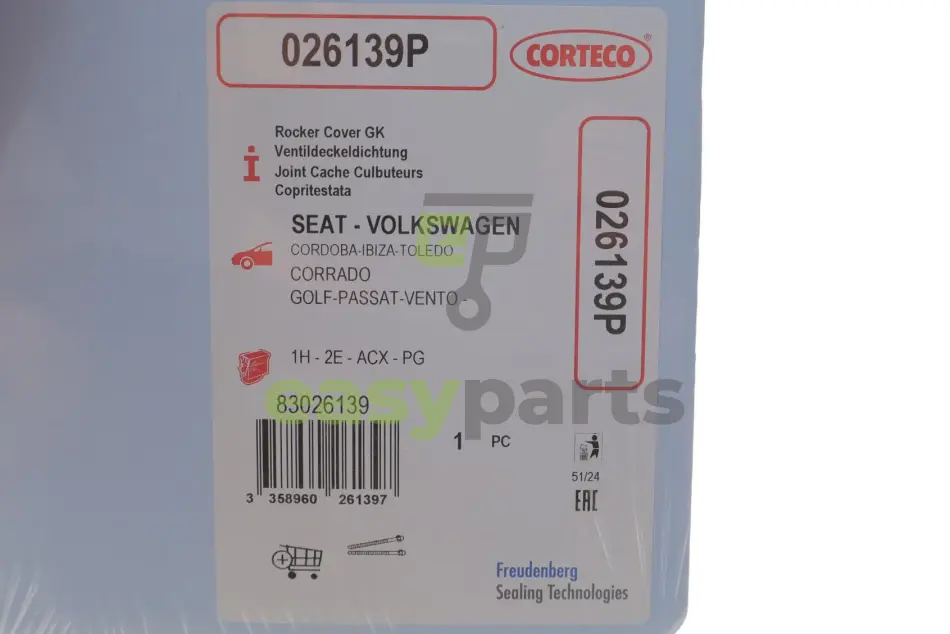 026139P
CORTECO®
Rocker Cover GK
Ventildeckeldichtung
Joint Cache Culbuteurs
Copritestata
026139P
SEAT - VOLKSWAGEN
CORDOBA-IBIZA-TOLEDO
CORRADO
GOLF-PASSAT-VENTO -
eP
1H - 2E - ACX - PG
easyparts
83026139
1 PC
51/24
3 358960 261397
EAC
Freudenberg
Sealing Technologies